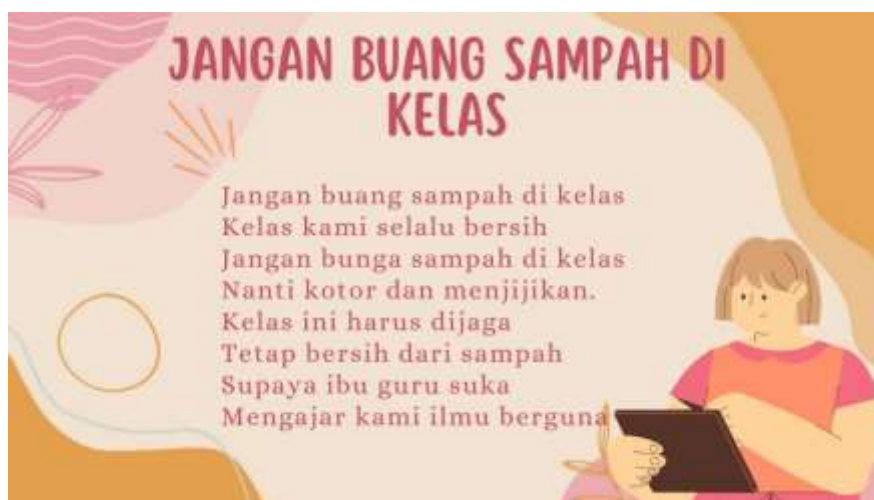 JANGAN BUANG SAMPAH DI
KELAS
Jangan buang sampah di kelas
Kelas kami selalu bersih
Jangan bunga sampah di kelas
Nanti kotor dan menjijikan.
Kelas ini harus dijaga
Tetap bersih dari sampah
Supaya ibu guru suka
Mengajar kami ilmu berguna